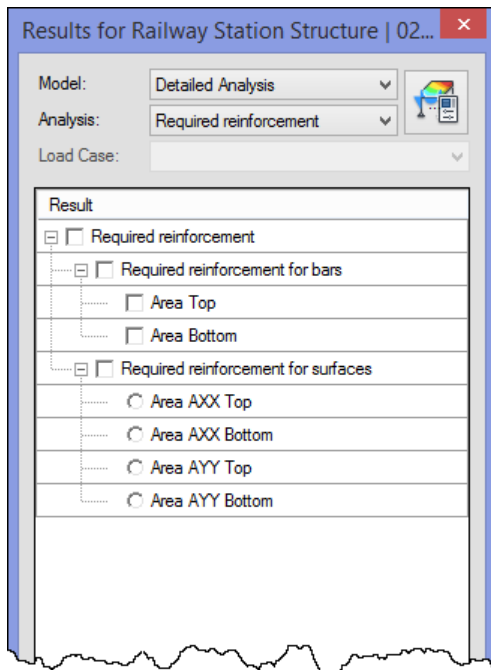 Results for Railway Station Structure | 02...
Model: Detailed Analysis
Analysis: Required reinforcement
Load Case:
Result
Required reinforcement
Required reinforcement for bars
Area Top
Area Bottom
Required reinforcement for surfaces
Area AXX Top
Area AXX Bottom
Area AYY Top
Area AYY Bottom